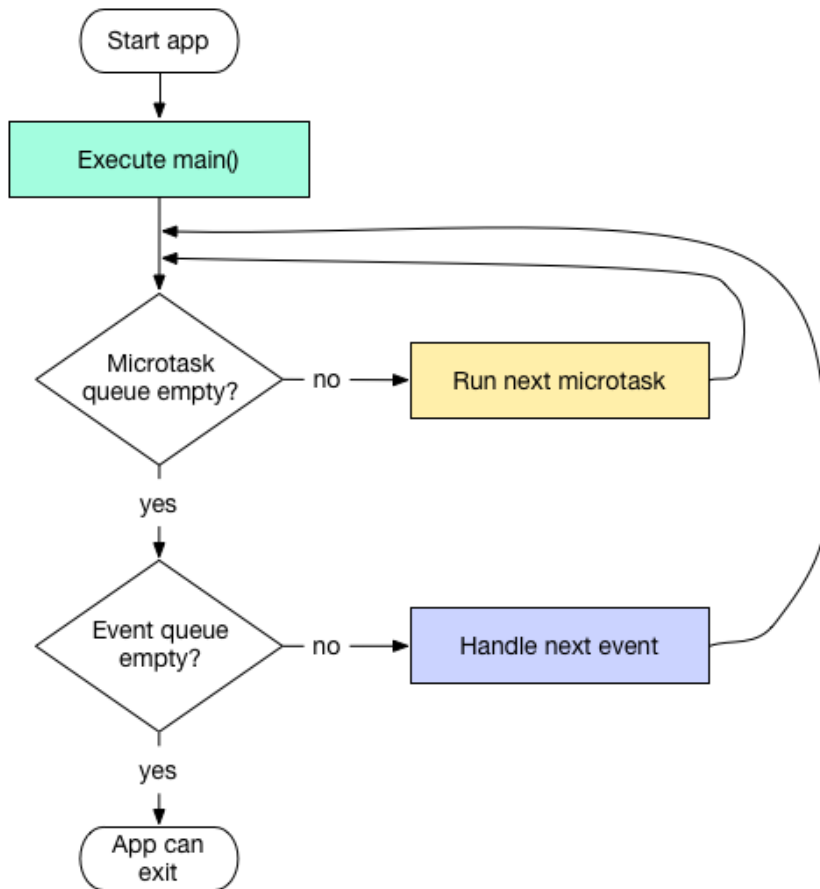 Start app
Execute main()
Microtask
queue empty?
no
Run next microtask
yes
Event queue
empty?
no
Handle next event
yes
App can
exit